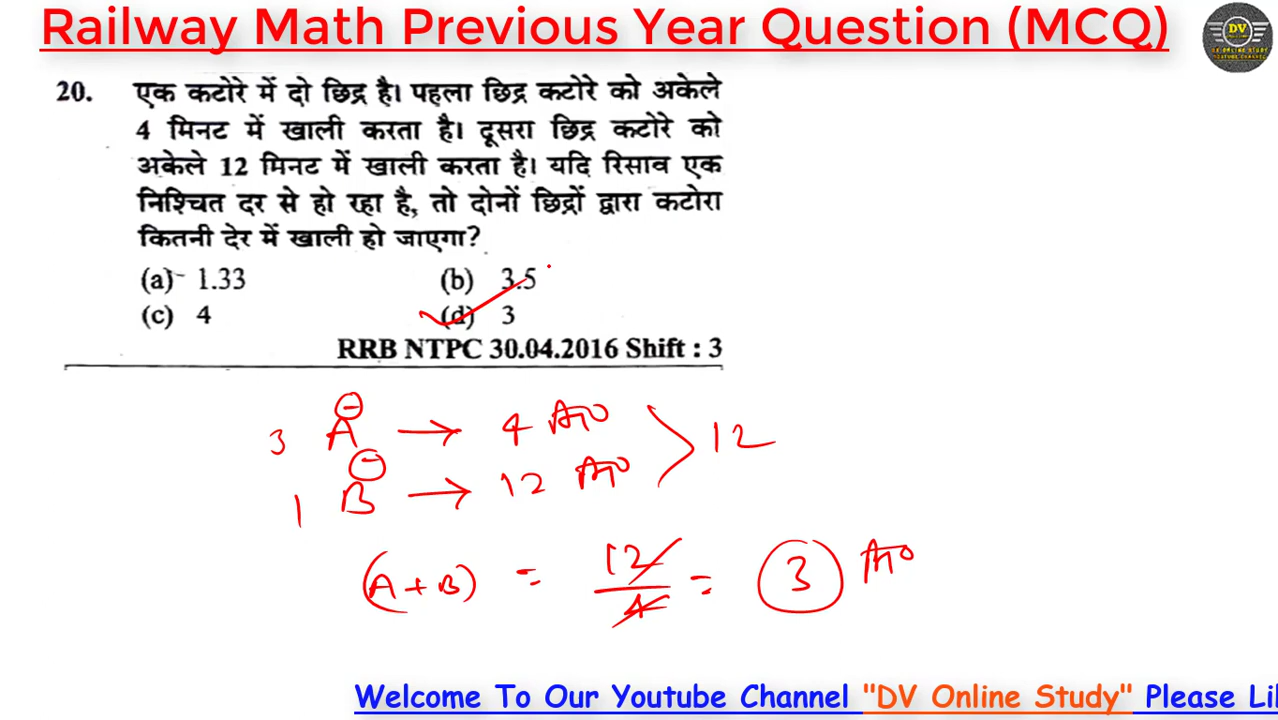 Railway Math Previous Year Question (MCQ)
DV
20. एक कटोरे में दो छिद्र है। पहला छिद्र कटोरे को अकेले
4 मिनट में खाली करता है। दूसरा छिद्र कटोरे को
अकेले 12 मिनट में खाली करता है। यदि रिसाव एक
निश्चित दर से हो रहा है, तो दोनों छिद्रों द्वारा कटोरा
कितनी देर में खाली हो जाएगा?
(a) 1.33 (b) 3.5
(c) 4 (d) 3
RRB NTPC 30.04.2016 Shift : 3
3 A → 4 मि० 12
1 B → 12 मि०
(A+B) = 12/4 = 3 मि०
Welcome To Our Youtube Channel "DV Online Study" Please Lil